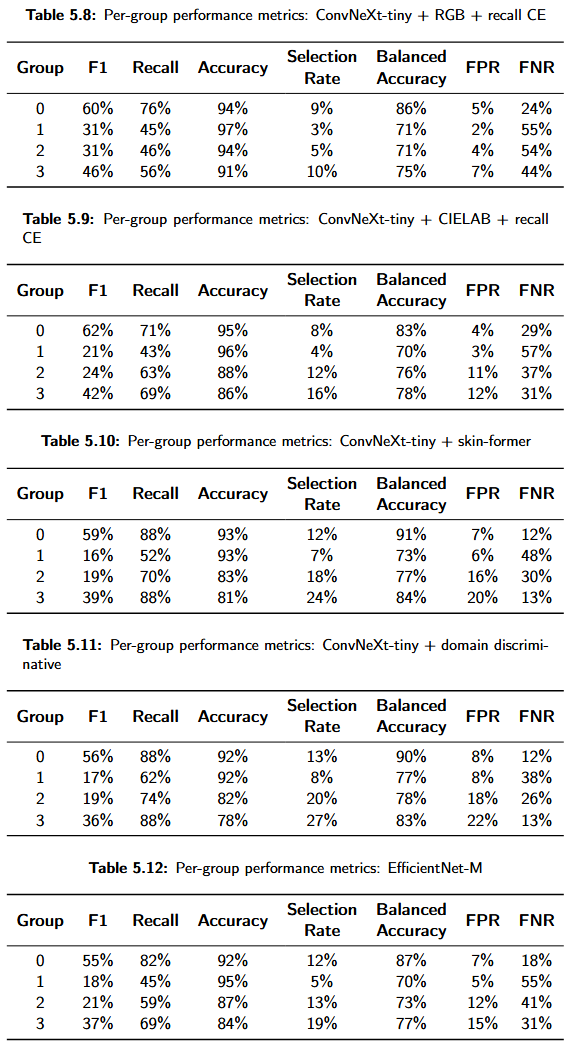 Table 5.8: Per-group performance metrics: ConvNeXt-tiny + RGB + recall CE
Group F1 Recall Accuracy Selection Rate Balanced Accuracy FPR FNR
0 60% 76% 94% 9% 86% 5% 24%
1 31% 45% 97% 3% 71% 2% 55%
2 31% 46% 94% 5% 71% 4% 54%
3 46% 56% 91% 10% 75% 7% 44%
Table 5.9: Per-group performance metrics: ConvNeXt-tiny + CIELAB + recall
CE
Group F1 Recall Accuracy Selection Rate Balanced Accuracy FPR FNR
0 62% 71% 95% 8% 83% 4% 29%
1 21% 43% 96% 4% 70% 3% 57%
2 24% 63% 88% 12% 76% 11% 37%
3 42% 69% 86% 16% 78% 12% 31%
Table 5.10: Per-group performance metrics: ConvNeXt-tiny + skin-former
Group F1 Recall Accuracy Selection Rate Balanced Accuracy FPR FNR
0 59% 88% 93% 12% 91% 7% 12%
1 16% 52% 93% 7% 73% 6% 48%
2 19% 70% 83% 18% 77% 16% 30%
3 39% 88% 81% 24% 84% 20% 13%
Table 5.11: Per-group performance metrics: ConvNeXt-tiny + domain discrimi-
native
Group F1 Recall Accuracy Selection Rate Balanced Accuracy FPR FNR
0 56% 88% 92% 13% 90% 8% 12%
1 17% 62% 92% 8% 77% 8% 38%
2 19% 74% 82% 20% 78% 18% 26%
3 36% 88% 78% 27% 83% 22% 13%
Table 5.12: Per-group performance metrics: EfficientNet-M
Group F1 Recall Accuracy Selection Rate Balanced Accuracy FPR FNR
0 55% 82% 92% 12% 87% 7% 18%
1 18% 45% 95% 5% 70% 5% 55%
2 21% 59% 87% 13% 73% 12% 41%
3 37% 69% 84% 19% 77% 15% 31%